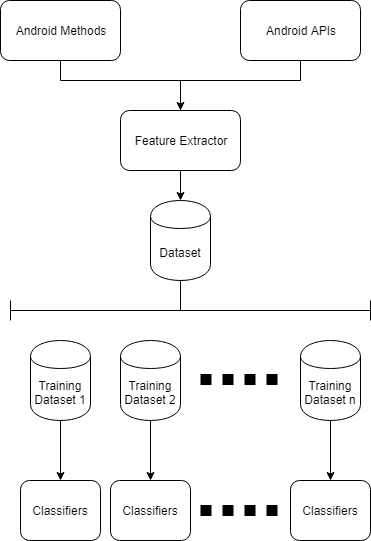 Android Methods
Android APIs
Feature Extractor
Dataset
Training
Dataset 1
Training
Dataset 2
Training
Dataset n
Classifiers
Classifiers
Classifiers